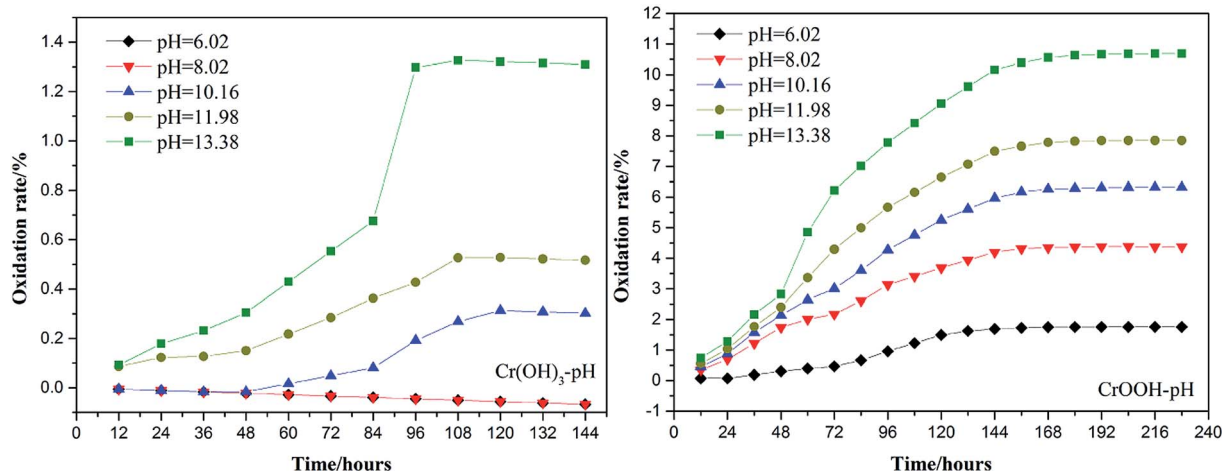 Oxidation rate/%
1.4
1.2
1.0
0.8
0.6
0.4
0.2
0.0
pH=6.02
pH=8.02
pH=10.16
pH=11.98
pH=13.38
Cr(OH)3-pH
0 12 24 36 48 60 72 84 96 108 120 132 144
Time/hours
Oxidation rate/%
12
11
10
9
8
7
6
5
4
3
2
1
0
-1
pH=6.02
pH=8.02
pH=10.16
pH=11.98
pH=13.38
CrOOH-pH
0 24 48 72 96 120 144 168 192 216 240
Time/hours